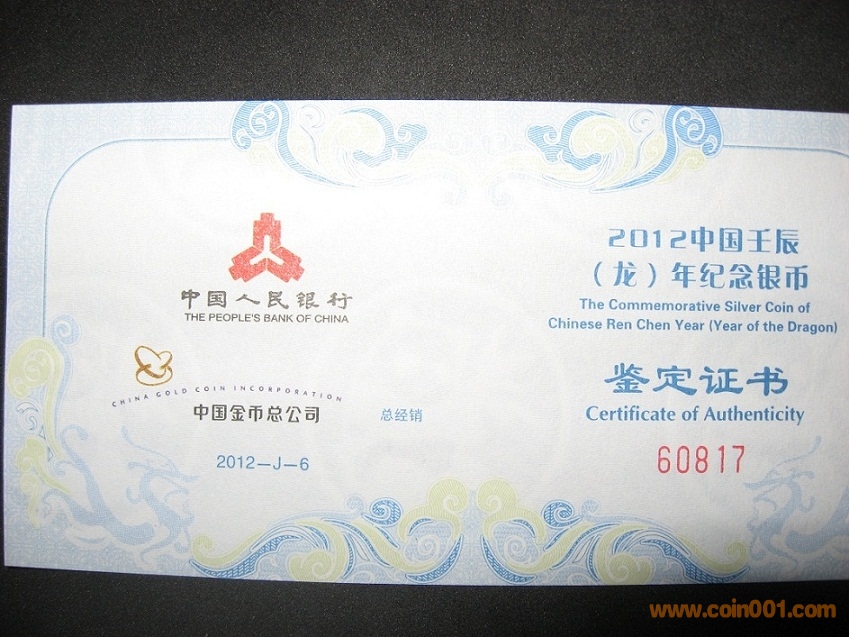 中国人民银行
THE PEOPLE'S BANK OF CHINA
CHINA GOLD COIN INCORPORATION
中国金币总公司 总经销
2012-J-6
2012中国壬辰
（龙）年纪念银币
The Commemorative Silver Coin of
Chinese Ren Chen Year (Year of the Dragon)
鉴定证书
Certificate of Authenticity
60817
www.coin001.com